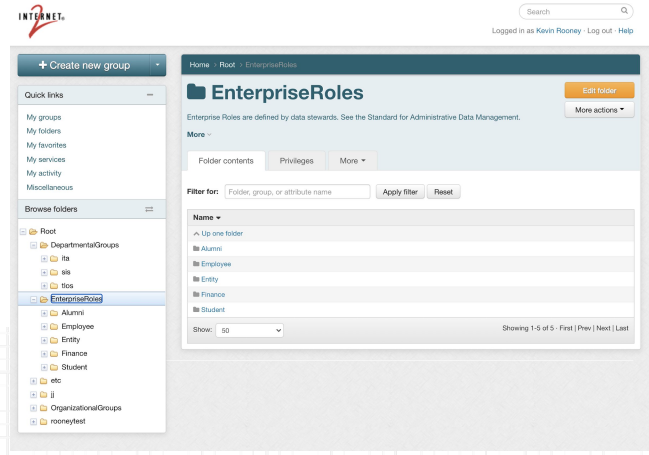 INTERNET®
2
Search
Logged in as Kevin Rooney · Log out · Help
+ Create new group
Quick links
My groups
My folders
My favorites
My services
My activity
Miscellaneous
Browse folders
Root
DepartmentalGroups
ita
sis
tlos
EnterpriseRoles
Alumni
Employee
Entity
Finance
Student
etc
jj
OrganizationalGroups
rooneytest
Home › Root › EnterpriseRoles
EnterpriseRoles
Edit folder
More actions
Enterprise Roles are defined by data stewards. See the Standard for Administrative Data Management.
More
Folder contents Privileges More
Filter for: Folder, group, or attribute name Apply filter Reset
Name
Up one folder
Alumni
Employee
Entity
Finance
Student
Show: 50 Showing 1-5 of 5 · First | Prev | Next | Last